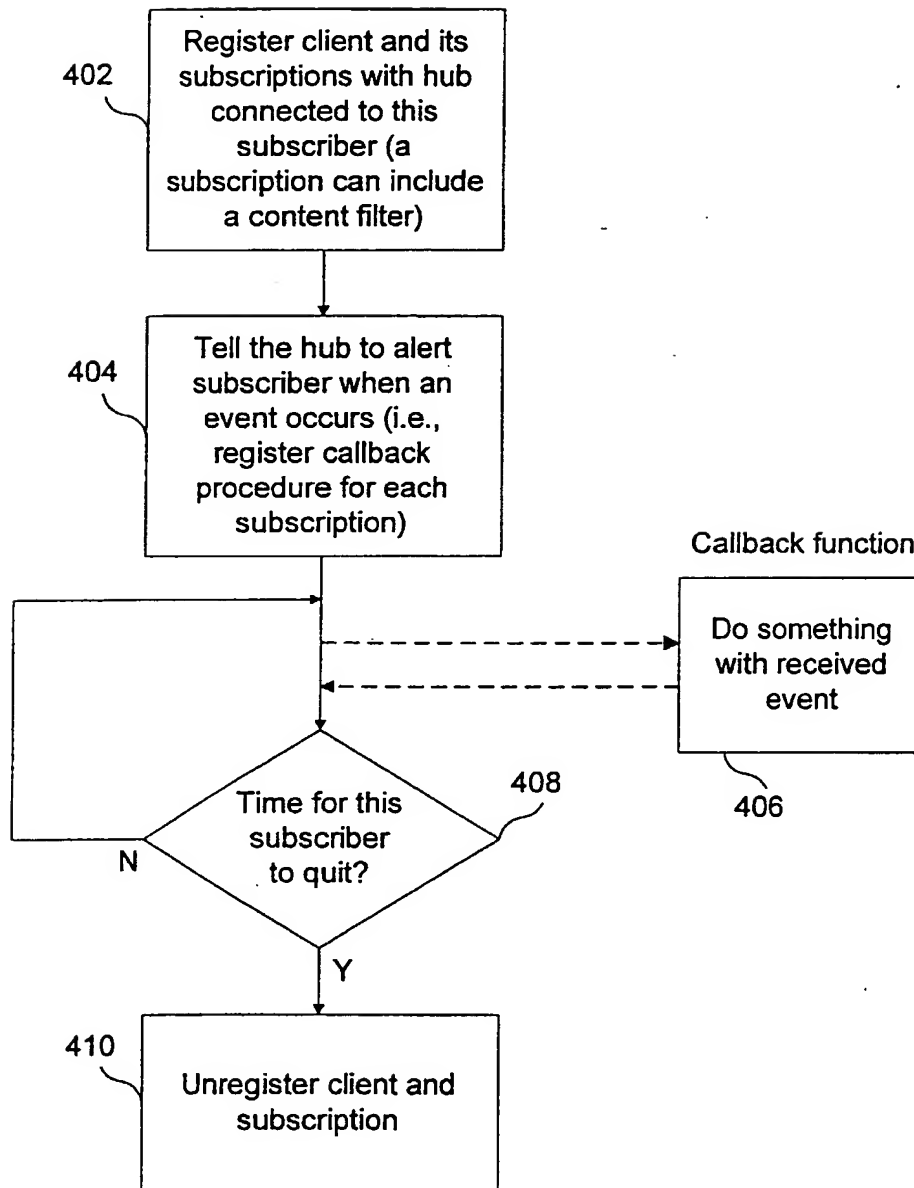 402
Register client and its
subscriptions with hub
connected to this
subscriber (a
subscription can include
a content filter)
404
Tell the hub to alert
subscriber when an
event occurs (i.e.,
register callback
procedure for each
subscription)
Callback function
Do something
with received
event
406
408
Time for this
subscriber
to quit?
N
Y
410
Unregister client and
subscription